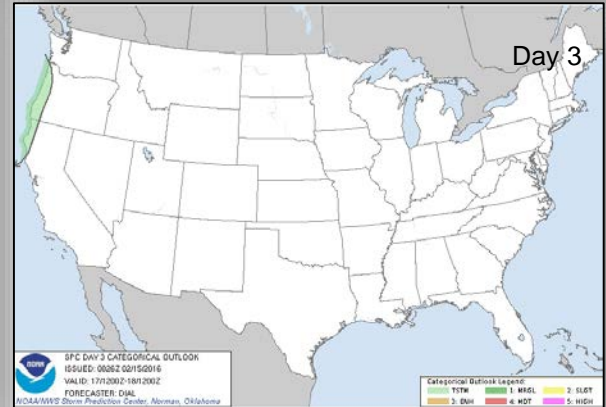 Day 3
SPC DAY 3 CATEGORICAL OUTLOOK
ISSUED: 0826Z 02/15/2016
VALID: 17/1200Z-18/1200Z
FORECASTER: DIAL
NOAA/NWS Storm Prediction Center, Norman, Oklahoma
NOAA
Categorical Outlook Legend:
TSTM 1: MRGL 2: SLGT
3: ENH 4: MDT 5: HIGH